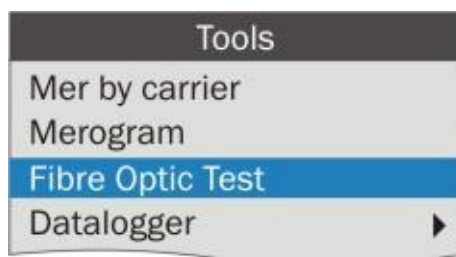 Tools
Mer by carrier
Merogram
Fibre Optic Test
Datalogger